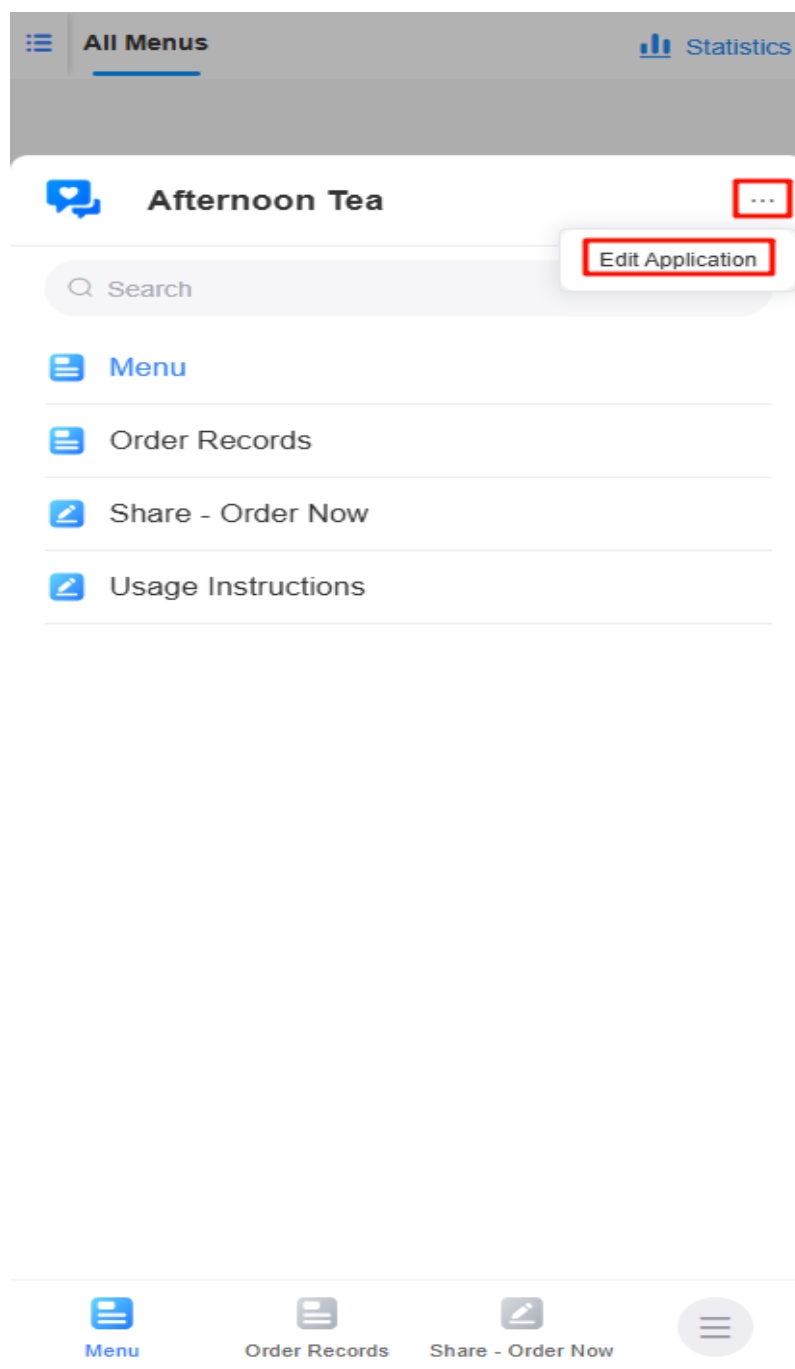 All Menus
Statistics
Afternoon Tea
...
Edit Application
Search
Menu
Order Records
Share - Order Now
Usage Instructions
Menu
Order Records
Share - Order Now